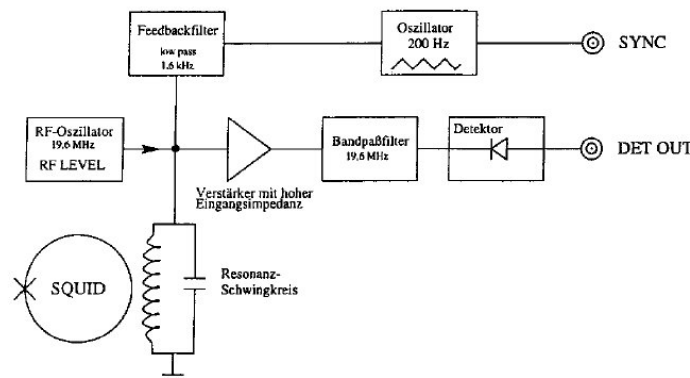 Feedbackfilter
low pass
1.6 kHz
Oszillator
200 Hz
SYNC
RF-Oszillator
19,6 MHz
RF LEVEL
Verstärker mit hoher
Eingangsimpedanz
Bandpaßfilter
19,6 MHz
Detektor
DET OUT
SQUID
Resonanz-
Schwingkreis